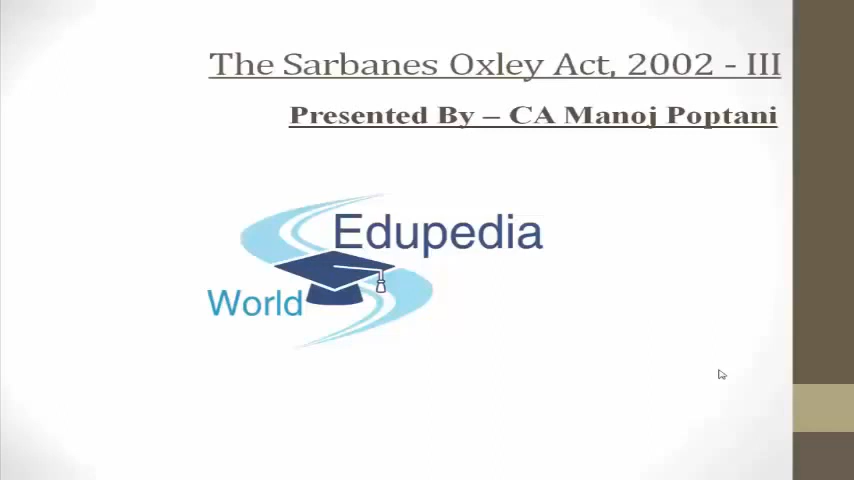 The Sarbanes Oxley Act, 2002 - III
Presented By – CA Manoj Poptani
Edupedia
World